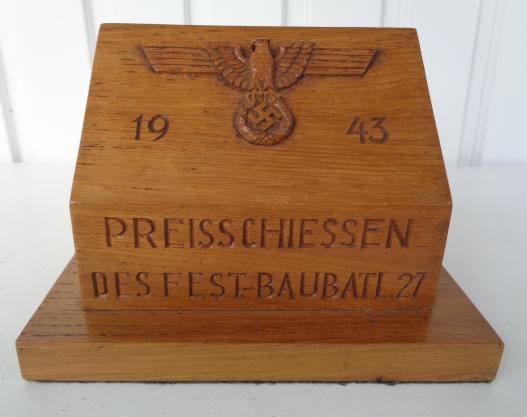 19 43
PREISSCHIESSEN
DES FEST.-BAUBATL.27